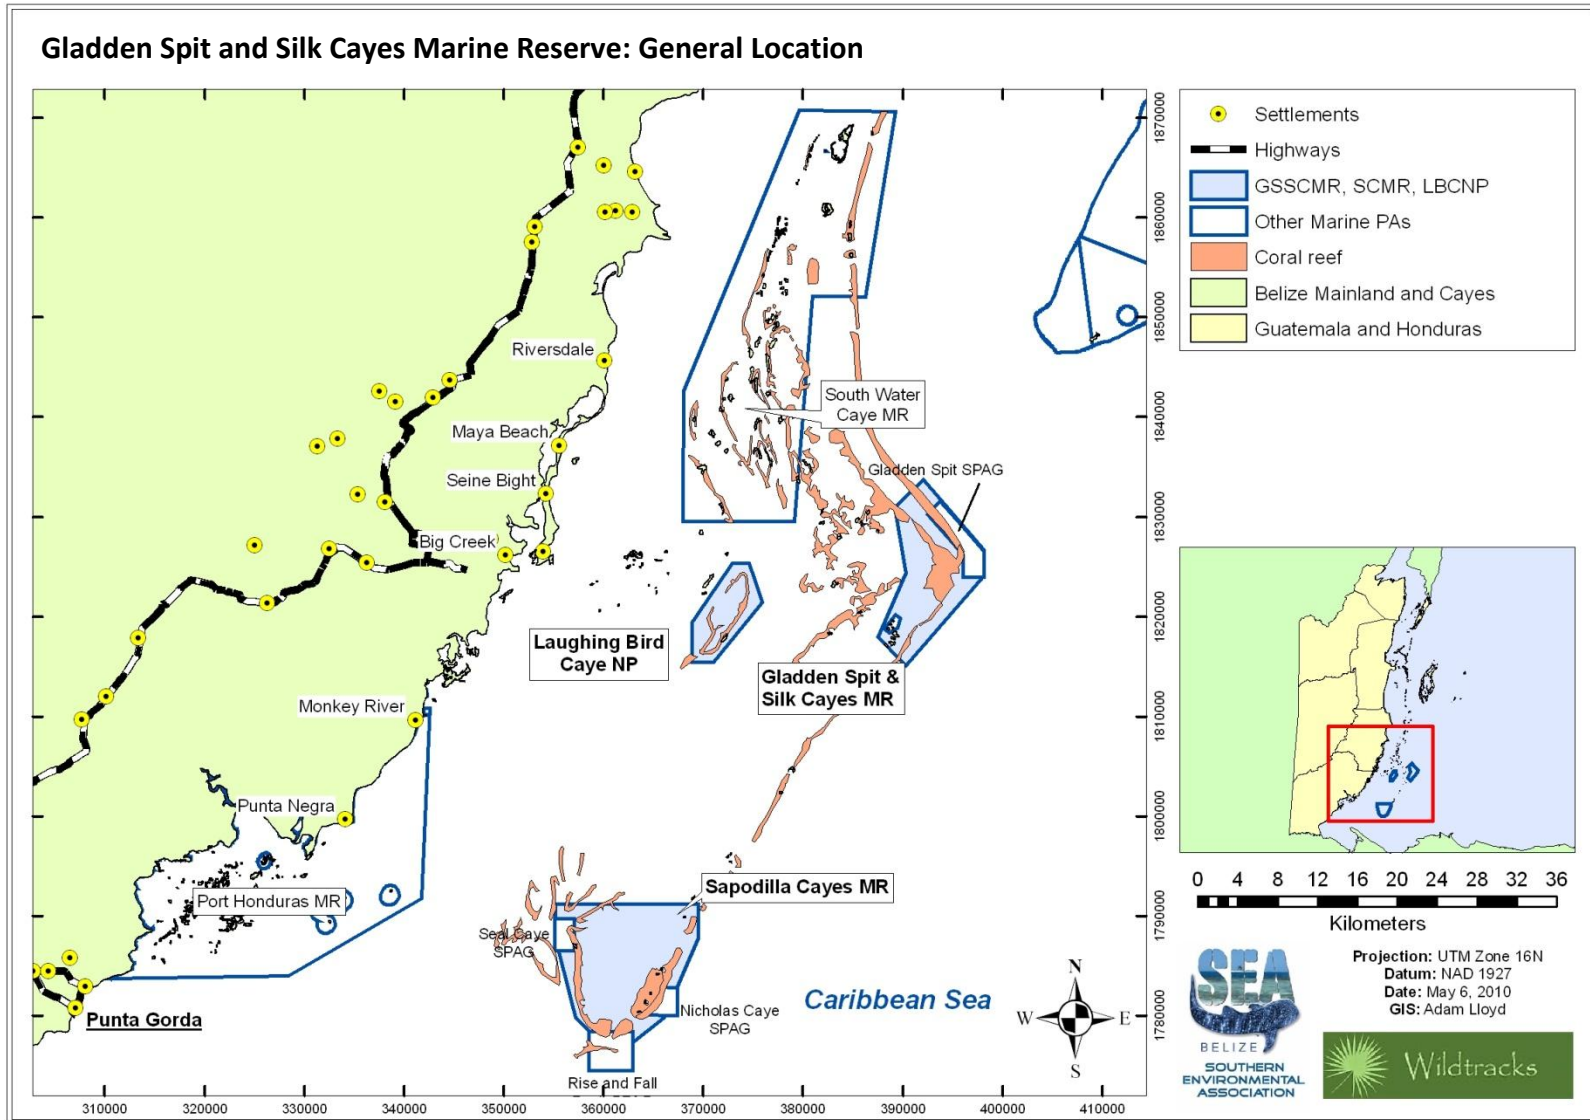 Gladden Spit and Silk Cayes Marine Reserve: General Location
Settlements
Highways
GSSCMR, SCMR, LBCNP
Other Marine PAs
Coral reef
Belize Mainland and Cayes
Guatemala and Honduras
1870000
1860000
1850000
1840000
1830000
1820000
1810000
1800000
1790000
1780000
Riversdale
South Water
Caye MR
Maya Beach
Gladden Spit SPAG
Seine Bight
Big Creek
Laughing Bird
Caye NP
Gladden Spit &
Silk Cayes MR
Monkey River
Punta Negra
Sapodilla Cayes MR
Port Honduras MR
Seal Caye
SPAG
Nicholas Caye
SPAG
Caribbean Sea
Punta Gorda
Rise and Fall
N
W
E
S
310000
320000
330000
340000
350000
360000
370000
380000
390000
400000
410000
0 4 8 12 16 20 24 28 32 36
Kilometers
Projection: UTM Zone 16N
Datum: NAD 1927
Date: May 6, 2010
GIS: Adam Lloyd
SEA
BELIZE
SOUTHERN
ENVIRONMENTAL
ASSOCIATION
Wildtracks